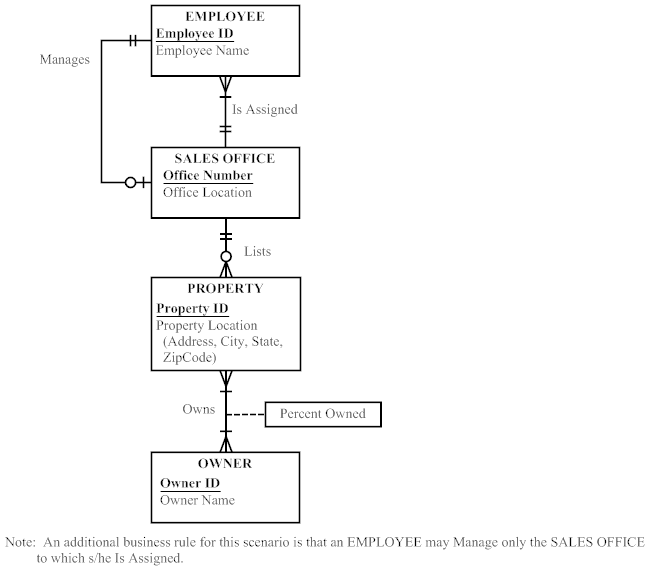 EMPLOYEE
Employee ID
Employee Name
Manages
Is Assigned
SALES OFFICE
Office Number
Office Location
Lists
PROPERTY
Property ID
Property Location
(Address, City, State,
ZipCode)
Owns
Percent Owned
OWNER
Owner ID
Owner Name
Note: An additional business rule for this scenario is that an EMPLOYEE may Manage only the SALES OFFICE
to which s/he Is Assigned.